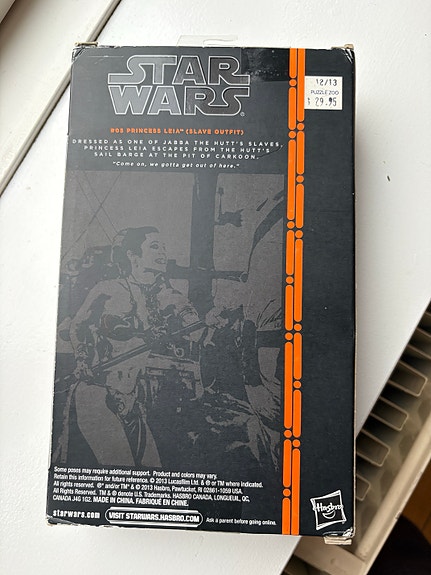 STAR
WARS
12/13
PUZZLE ZOO
$ 29.95
#05 PRINCESS LEIA™ (SLAVE OUTFIT)
DRESSED AS ONE OF JABBA THE HUTT'S SLAVES,
PRINCESS LEIA ESCAPES FROM THE HUTT'S
SAIL BARGE AT THE PIT OF CARKOON.
"Come on, we gotta get out of here."
Some poses may require additional support. Product and colors may vary.
Retain this information for future reference. © 2013 Lucasfilm Ltd. & ® or TM where indicated.
All rights reserved. ®* and/or TM* & © 2013 Hasbro, Pawtucket, RI 02861-1059 USA.
All Rights Reserved. TM & ® denote U.S. Trademarks. HASBRO CANADA, LONGUEUIL, QC,
CANADA J4G 1G2. MADE IN CHINA. FABRIQUÉ EN CHINE.
starwars.com
VISIT STARWARS.HASBRO.COM
Ask a parent before going online.
Hasbro